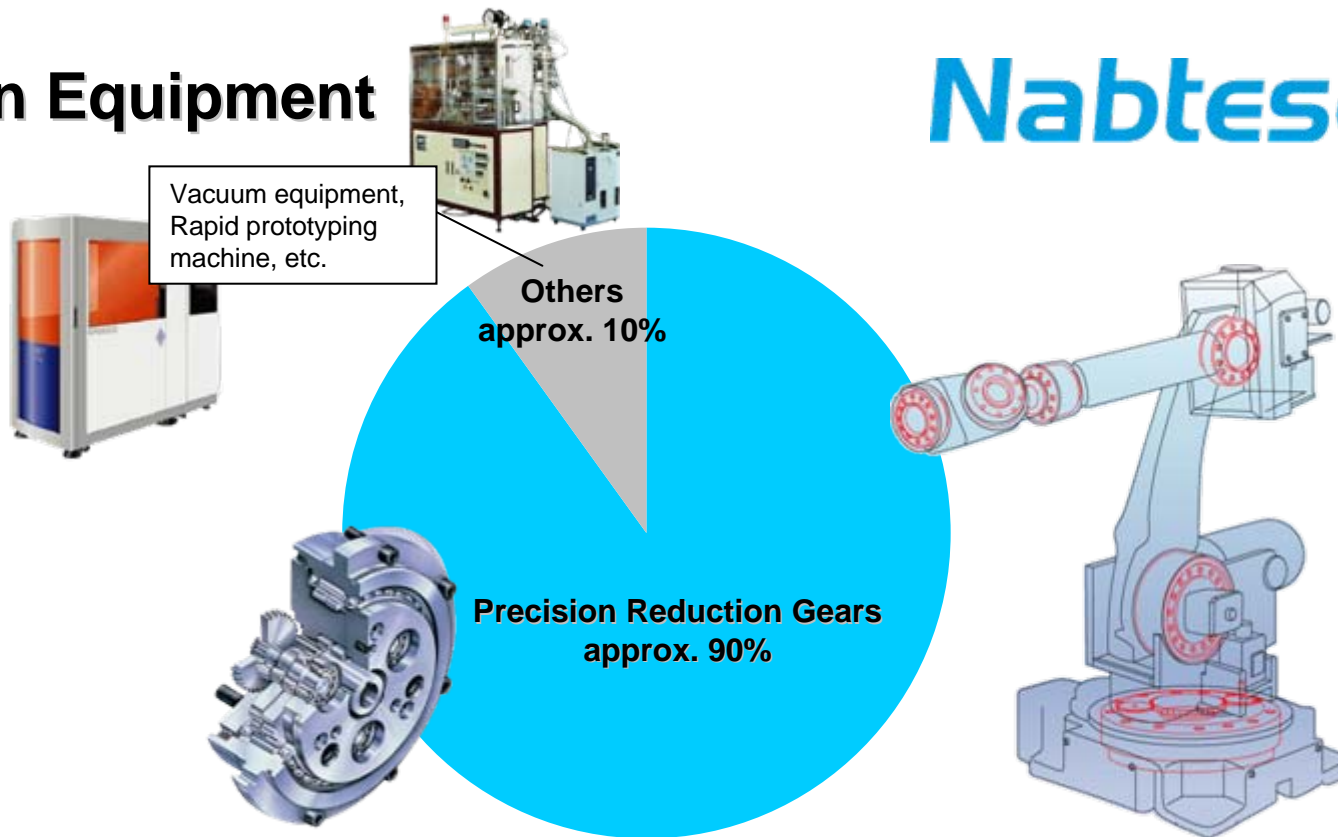 n Equipment
Nabtes
Vacuum equipment,
Rapid prototyping
machine, etc.
Others
approx. 10%
Precision Reduction Gears
approx. 90%